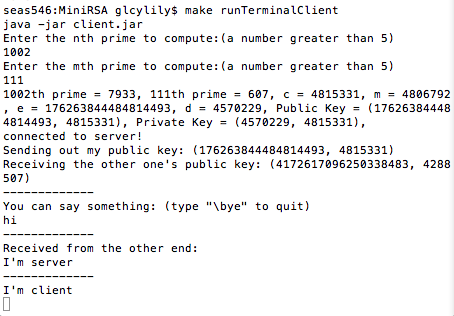 seas546:MiniRSA glcylily$ make runTerminalClient
java -jar client.jar
Enter the nth prime to compute:(a number greater than 5)
1002
Enter the mth prime to compute:(a number greater than 5)
111
1002th prime = 7933, 111th prime = 607, c = 4815331, m = 4806792
, e = 176263844484814493, d = 4570229, Public Key = (17626384448
4814493, 4815331), Private Key = (4570229, 4815331),
connected to server!
Sending out my public key: (176263844484814493, 4815331)
Receiving the other one's public key: (4172617096250338483, 4288
507)
-------------
You can say something: (type "\bye" to quit)
hi
-------------
Received from the other end:
I'm server
-------------
I'm client